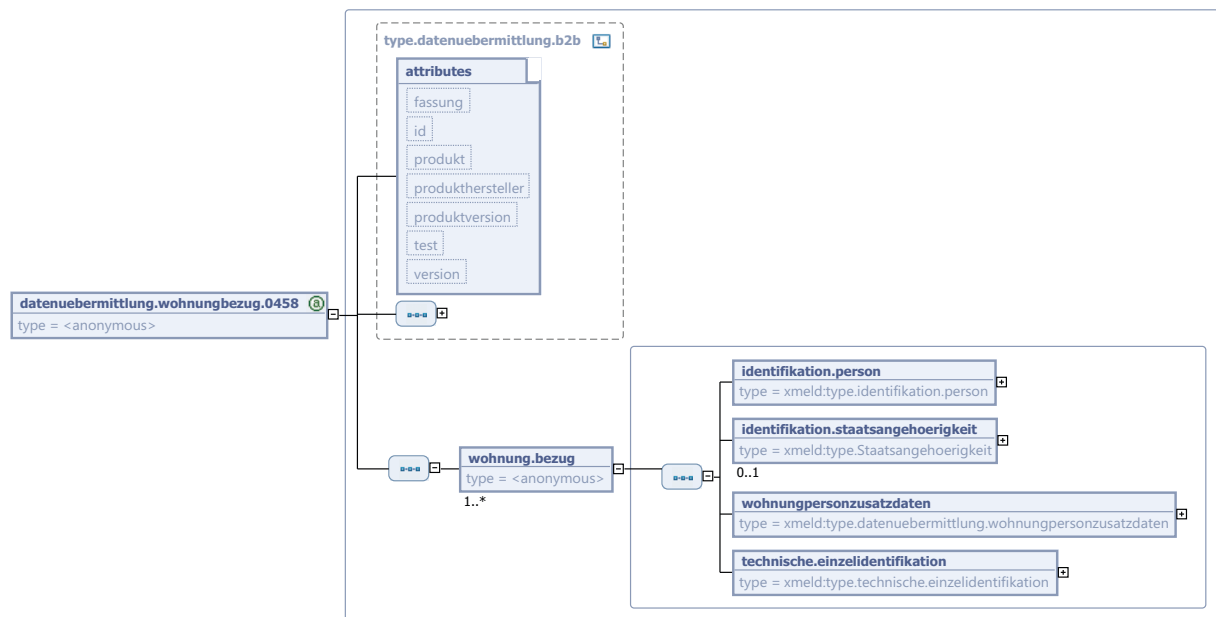 type.datenuebermittlung.b2b
attributes
fassung
id
produkt
produkthersteller
produktversion
test
version
datenuebermittlung.wohnungbezug.0458 a
type = <anonymous>
wohnung.bezug
type = <anonymous>
1..*
identifikation.person
type = xmeld:type.identifikation.person
identifikation.staatsangehoerigkeit
type = xmeld:type.Staatsangehoerigkeit
0..1
wohnungpersonzusatzdaten
type = xmeld:type.datenuebermittlung.wohnungpersonzusatzdaten
technische.einzelidentifikation
type = xmeld:type.technische.einzelidentifikation